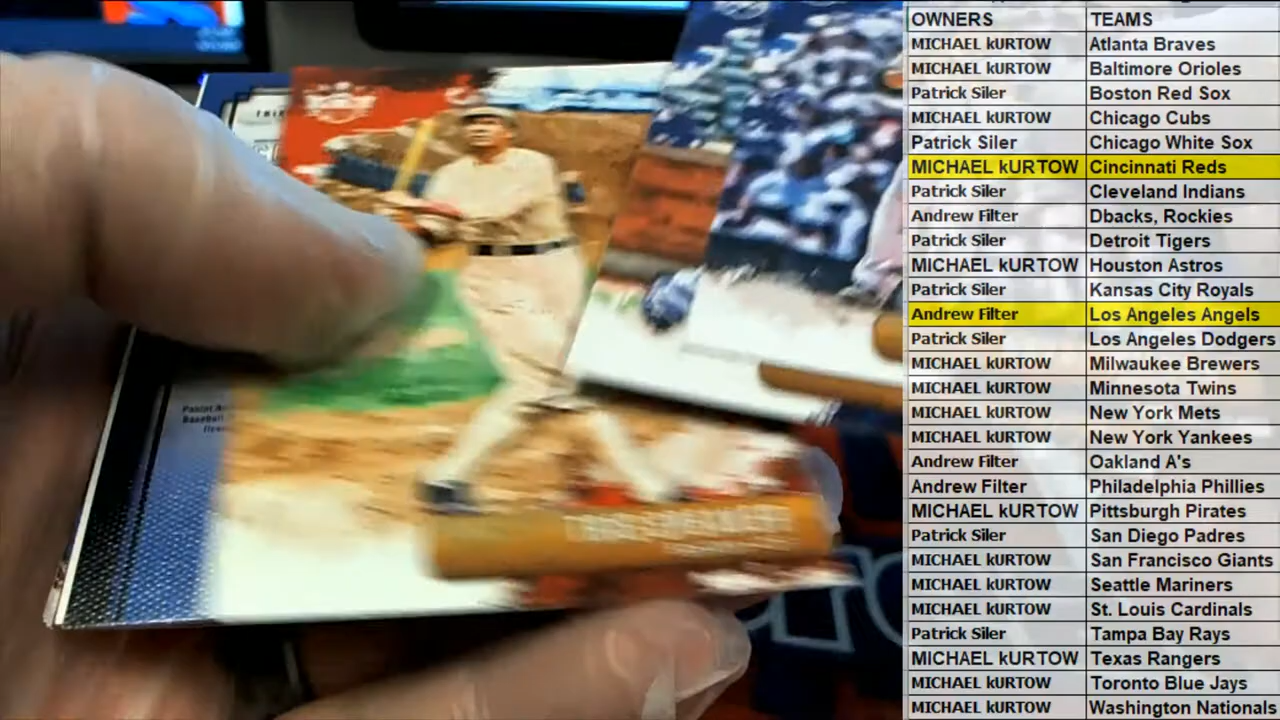 OWNERS TEAMS
MICHAEL kURTOW Atlanta Braves
MICHAEL kURTOW Baltimore Orioles
Patrick Siler Boston Red Sox
MICHAEL kURTOW Chicago Cubs
Patrick Siler Chicago White Sox
MICHAEL kURTOW Cincinnati Reds
Patrick Siler Cleveland Indians
Andrew Filter Dbacks, Rockies
Patrick Siler Detroit Tigers
MICHAEL kURTOW Houston Astros
Patrick Siler Kansas City Royals
Andrew Filter Los Angeles Angels
Patrick Siler Los Angeles Dodgers
MICHAEL kURTOW Milwaukee Brewers
MICHAEL kURTOW Minnesota Twins
MICHAEL kURTOW New York Mets
MICHAEL kURTOW New York Yankees
Andrew Filter Oakland A's
Andrew Filter Philadelphia Phillies
MICHAEL kURTOW Pittsburgh Pirates
Patrick Siler San Diego Padres
MICHAEL kURTOW San Francisco Giants
MICHAEL kURTOW Seattle Mariners
MICHAEL kURTOW St. Louis Cardinals
Patrick Siler Tampa Bay Rays
MICHAEL kURTOW Texas Rangers
MICHAEL kURTOW Toronto Blue Jays
MICHAEL kURTOW Washington Nationals